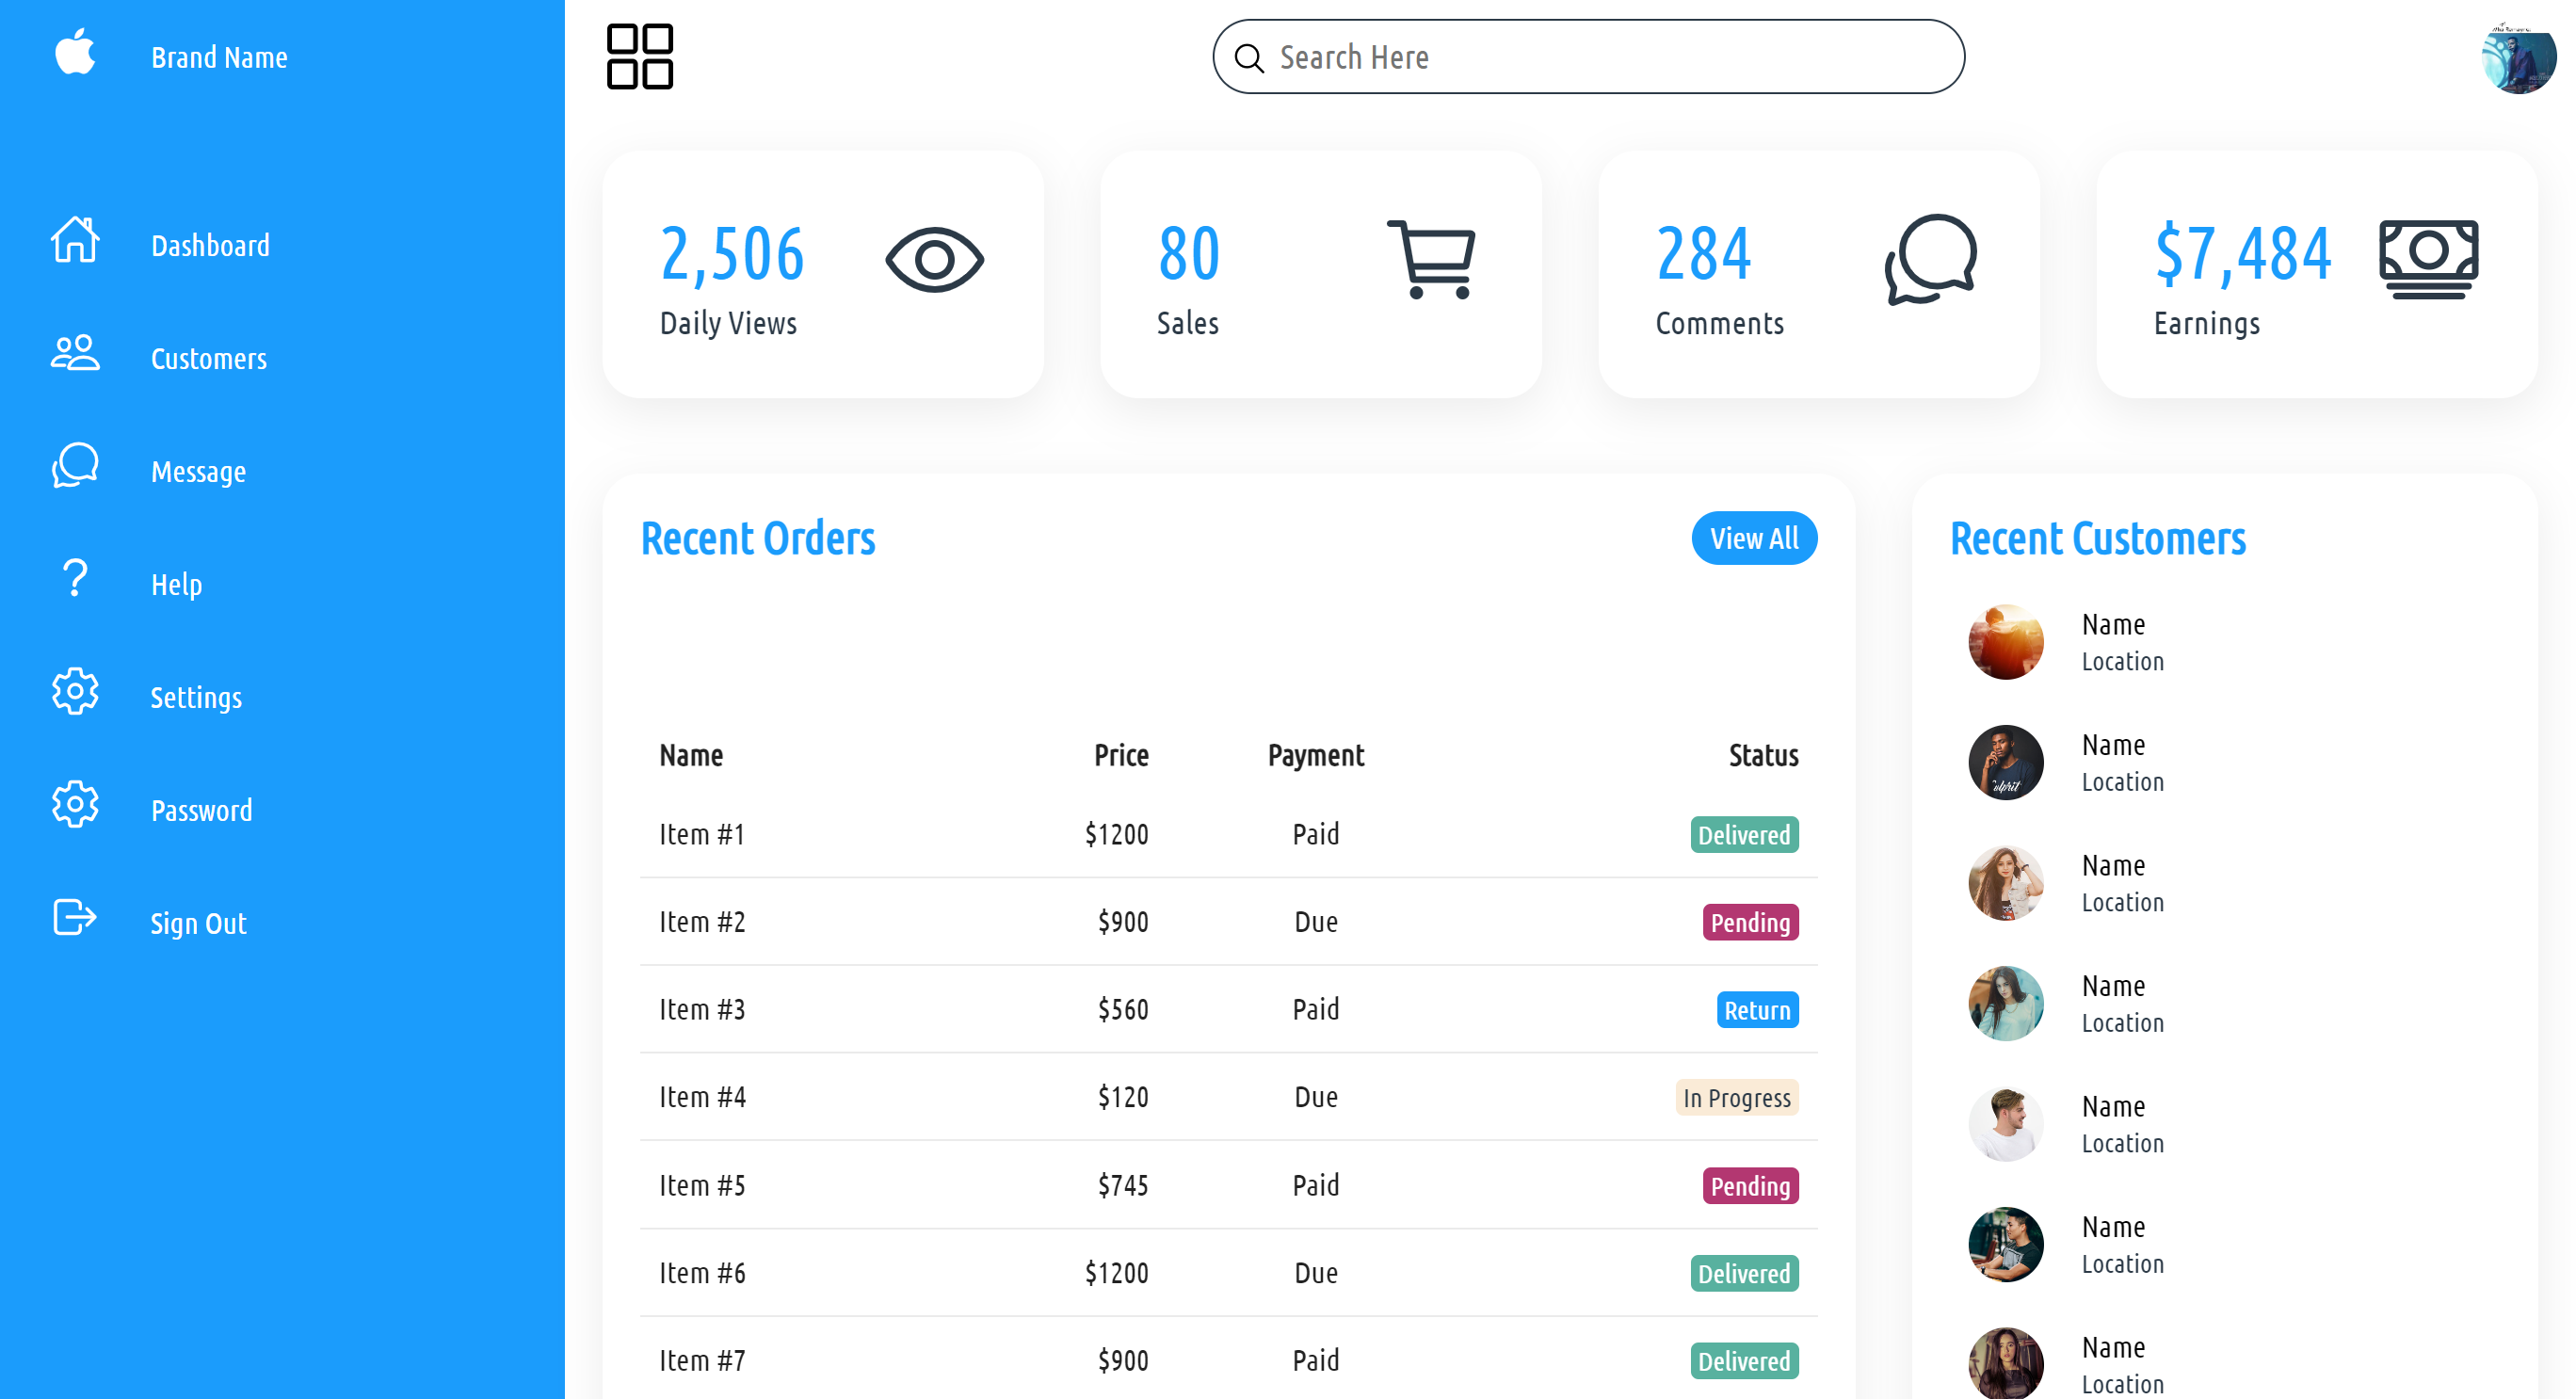 Brand Name
Dashboard
Customers
Message
Help
Settings
Password
Sign Out
Search Here
2,506
Daily Views
80
Sales
284
Comments
$7,484
Earnings
Recent Orders
View All
Name Price Payment Status
Item #1 $1200 Paid Delivered
Item #2 $900 Due Pending
Item #3 $560 Paid Return
Item #4 $120 Due In Progress
Item #5 $745 Paid Pending
Item #6 $1200 Due Delivered
Item #7 $900 Paid Delivered
Recent Customers
Name
Location
Name
Location
Name
Location
Name
Location
Name
Location
Name
Location
Name
Location